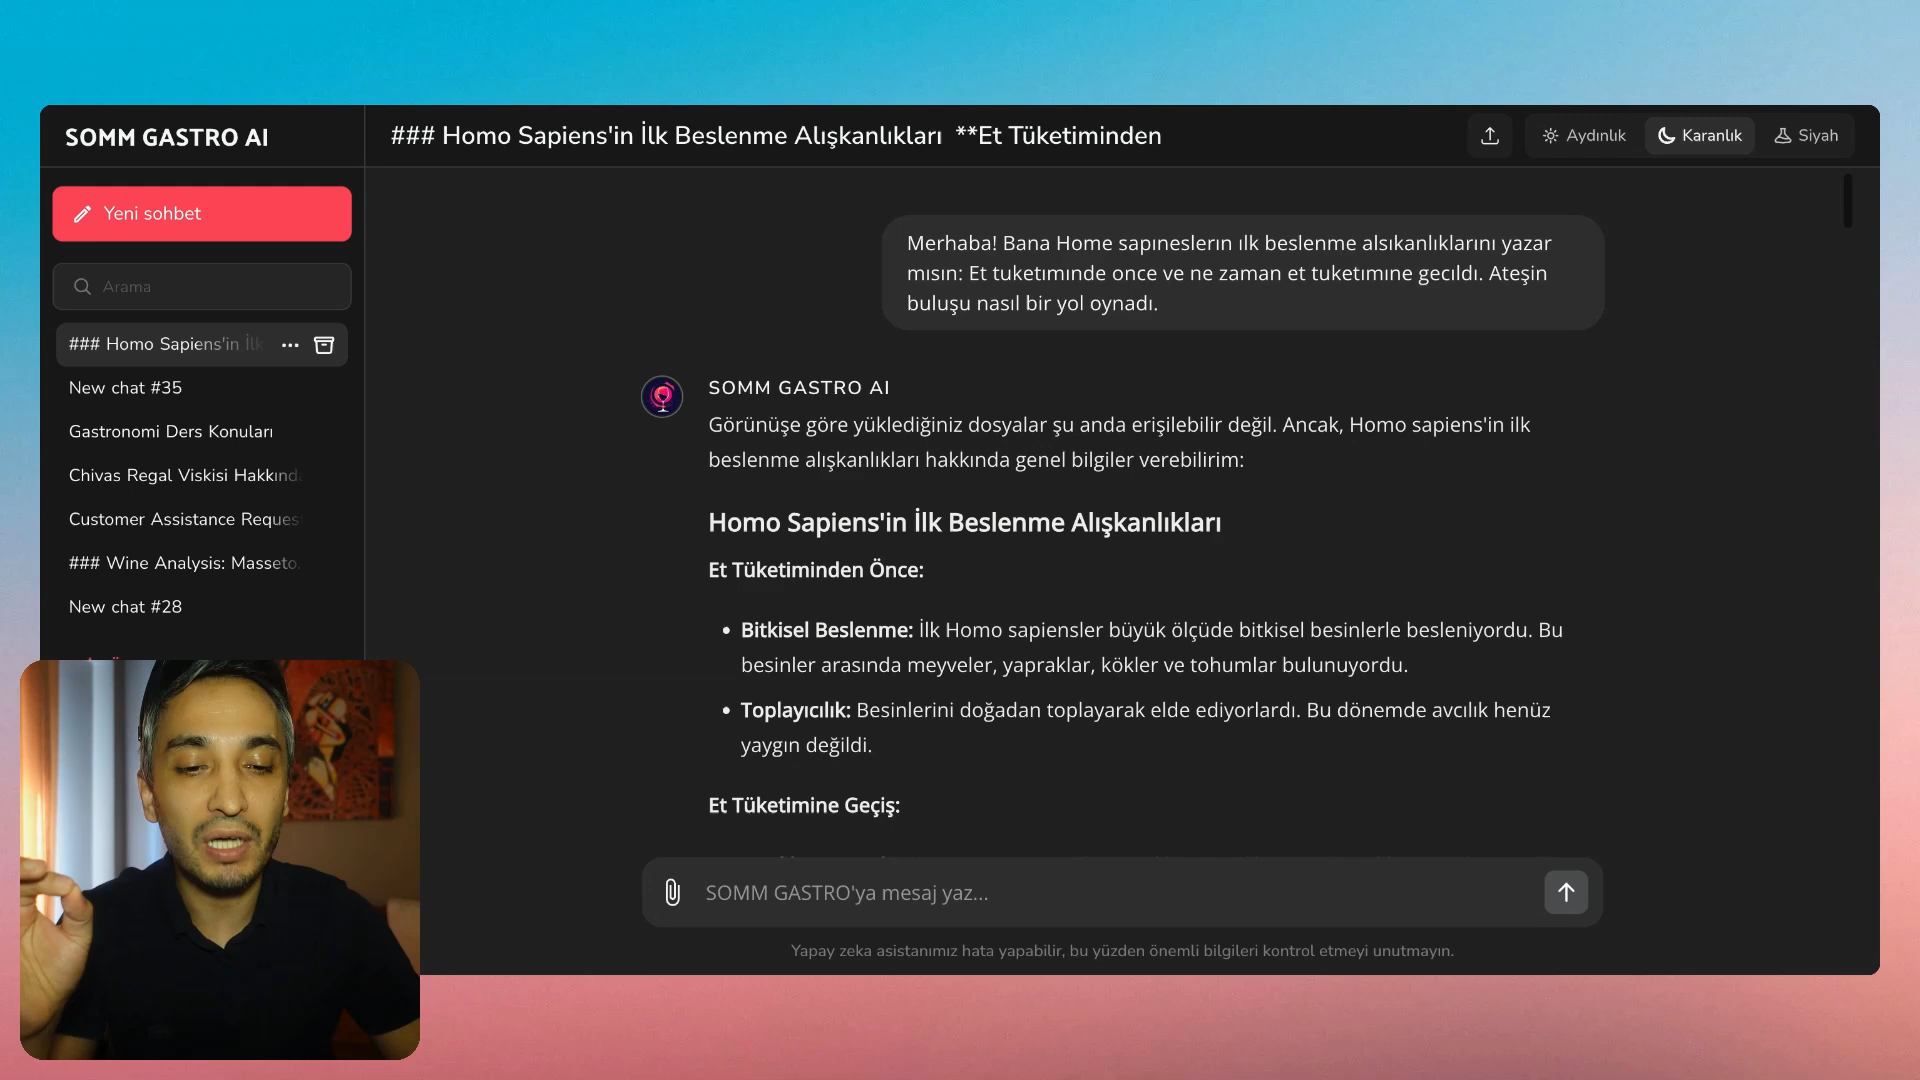 SOMM GASTRO AI
### Homo Sapiens'in İlk Beslenme Alışkanlıkları **Et Tüketiminden
Aydınlık
Karanlık
Siyah
Yeni sohbet
Arama
### Homo Sapiens'in İlk
New chat #35
Gastronomi Ders Konuları
Chivas Regal Viskisi Hakkında
Customer Assistance Request
### Wine Analysis: Masseto.
New chat #28
Merhaba! Bana Home sapıneslerın ılk beslenme alsıkanlıklarını yazar
mısın: Et tuketımınde once ve ne zaman et tuketımıne gecıldı. Ateşin
buluşu nasıl bir yol oynadı.
SOMM GASTRO AI
Görünüşe göre yüklediğiniz dosyalar şu anda erişilebilir değil. Ancak, Homo sapiens'in ilk
beslenme alışkanlıkları hakkında genel bilgiler verebilirim:
Homo Sapiens'in İlk Beslenme Alışkanlıkları
Et Tüketiminden Önce:
• Bitkisel Beslenme: İlk Homo sapiensler büyük ölçüde bitkisel besinlerle besleniyordu. Bu
besinler arasında meyveler, yapraklar, kökler ve tohumlar bulunuyordu.
• Toplayıcılık: Besinlerini doğadan toplayarak elde ediyorlardı. Bu dönemde avcılık henüz
yaygın değildi.
Et Tüketimine Geçiş:
SOMM GASTRO'ya mesaj yaz...
Yapay zeka asistanımız hata yapabilir, bu yüzden önemli bilgileri kontrol etmeyi unutmayın.